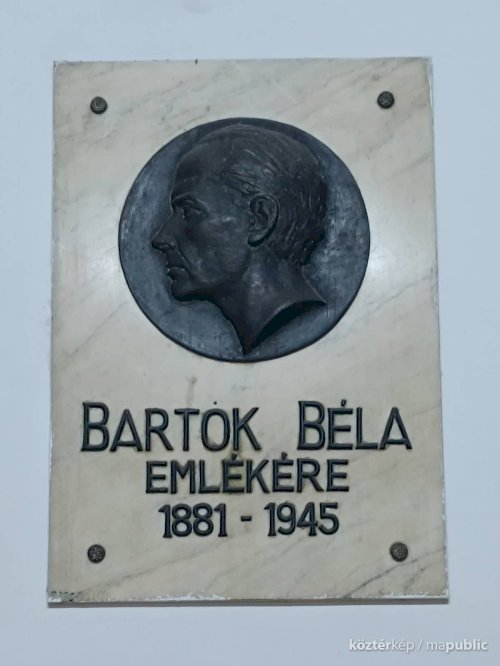 BARTÓK BÉLA
EMLÉKÉRE
1881 - 1945
köztérkép / mapublic